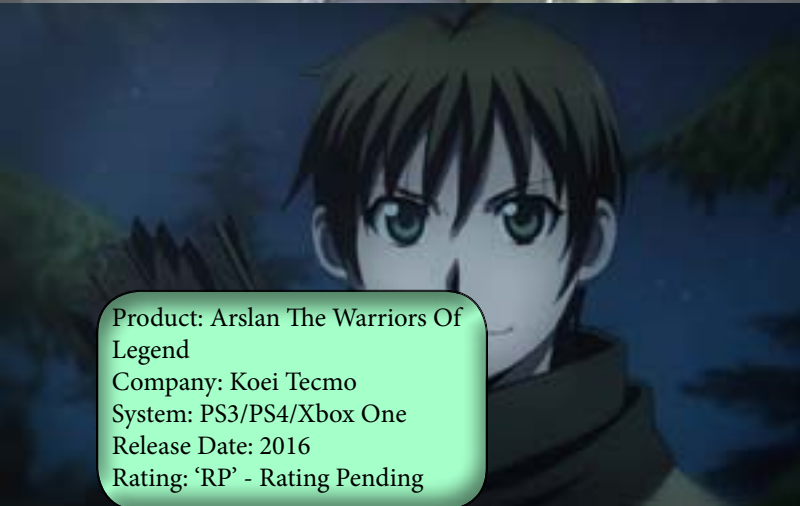 Product: Arslan The Warriors Of
Legend
Company: Koei Tecmo
System: PS3/PS4/Xbox One
Release Date: 2016
Rating: ‘RP’ - Rating Pending